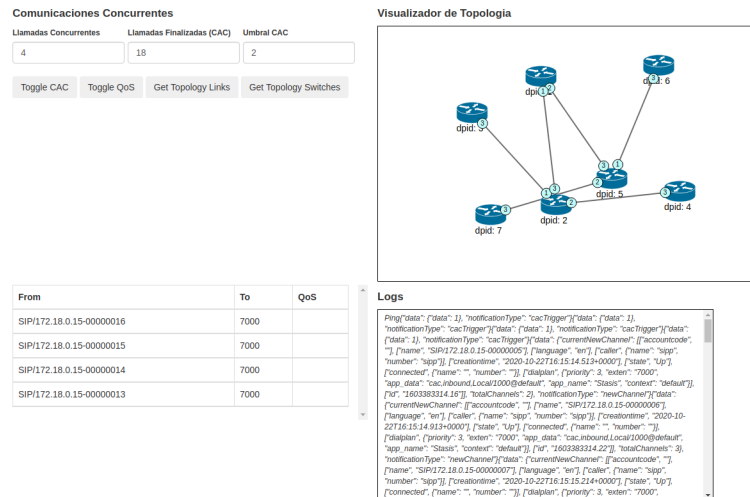 Comunicaciones Concurrentes
Llamadas Concurrentes
Llamadas Finalizadas (CAC)
Umbral CAC
4
18
2
Toggle CAC
Toggle QoS
Get Topology Links
Get Topology Switches
From To QoS
SIP/172.18.0.15-00000016 7000
SIP/172.18.0.15-00000015 7000
SIP/172.18.0.15-00000014 7000
SIP/172.18.0.15-00000013 7000
Visualizador de Topologia
dpid: 6
3
1
2
3
dpid: 3
3
1
2
dpid: 5
1
3
2
dpid: 2
3
dpid: 4
3
dpid: 7
Logs
Ping{"data": {"data": 1}, "notificationType": "cacTrigger"}{"data": {"data": 1},
"notificationType": "cacTrigger"}{"data": {"data": 1}, "notificationType": "cacTrigger"}{"data":
{"data": 1}, "notificationType": "cacTrigger"}{"data": {"currentNewChannel": [["accountcode",
""], ["name", "SIP/172.18.0.15-00000005"], ["language", "en"], ["caller", {"name": "sipp",
"number": "sipp"}], ["creationtime", "2020-10-22T16:15:14.513+0000"], ["state", "Up"],
["connected", {"name": "", "number": ""}], ["dialplan", {"priority": 3, "exten": "7000",
"app_data": "cac,inbound,Local/1000@default", "app_name": "Stasis", "context": "default"}],
["id", "1603383314.16"]], "totalChannels": 2}, "notificationType": "newChannel"}{"data":
{"currentNewChannel": [["accountcode", ""], ["name", "SIP/172.18.0.15-00000006"],
["language", "en"], ["caller", {"name": "sipp", "number": "sipp"}], ["creationtime", "2020-10-
22T16:15:14.913+0000"], ["state", "Up"], ["connected", {"name": "", "number": ""}],
["dialplan", {"priority": 3, "exten": "7000", "app_data": "cac,inbound,Local/1000@default",
"app_name": "Stasis", "context": "default"}], ["id", "1603383314.22"]], "totalChannels": 3},
"notificationType": "newChannel"}{"data": {"currentNewChannel": [["accountcode", ""],
["name", "SIP/172.18.0.15-00000007"], ["language", "en"], ["caller", {"name": "sipp",
"number": "sipp"}], ["creationtime", "2020-10-22T16:15:15.214+0000"], ["state", "Up"],
["connected", {"name": "", "number": ""}], ["dialplan", {"priority": 3, "exten": "7000",